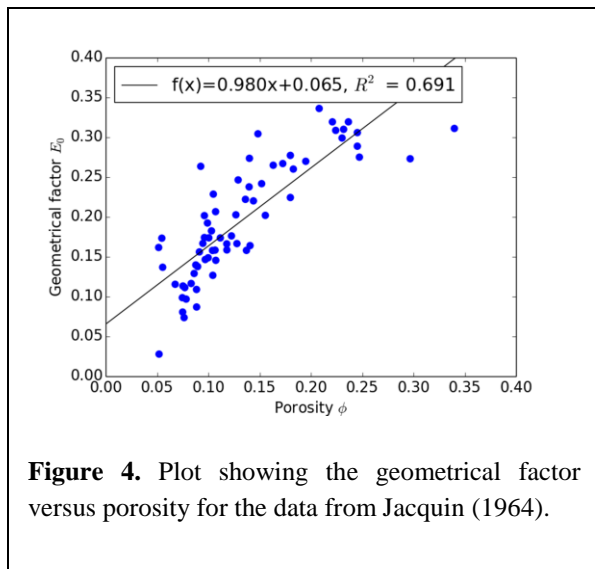 0.40
f(x)=0.980x+0.065, R² = 0.691
0.35
0.30
0.25
0.20
0.15
0.10
0.05
0.00
Geometrical factor E₀
0.00 0.05 0.10 0.15 0.20 0.25 0.30 0.35 0.40
Porosity ϕ
Figure 4. Plot showing the geometrical factor
versus porosity for the data from Jacquin (1964).